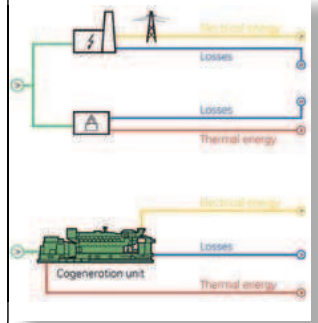 Electrical energy
Losses
Losses
Thermal energy
Electrical energy
Losses
Cogeneration unit
Thermal energy